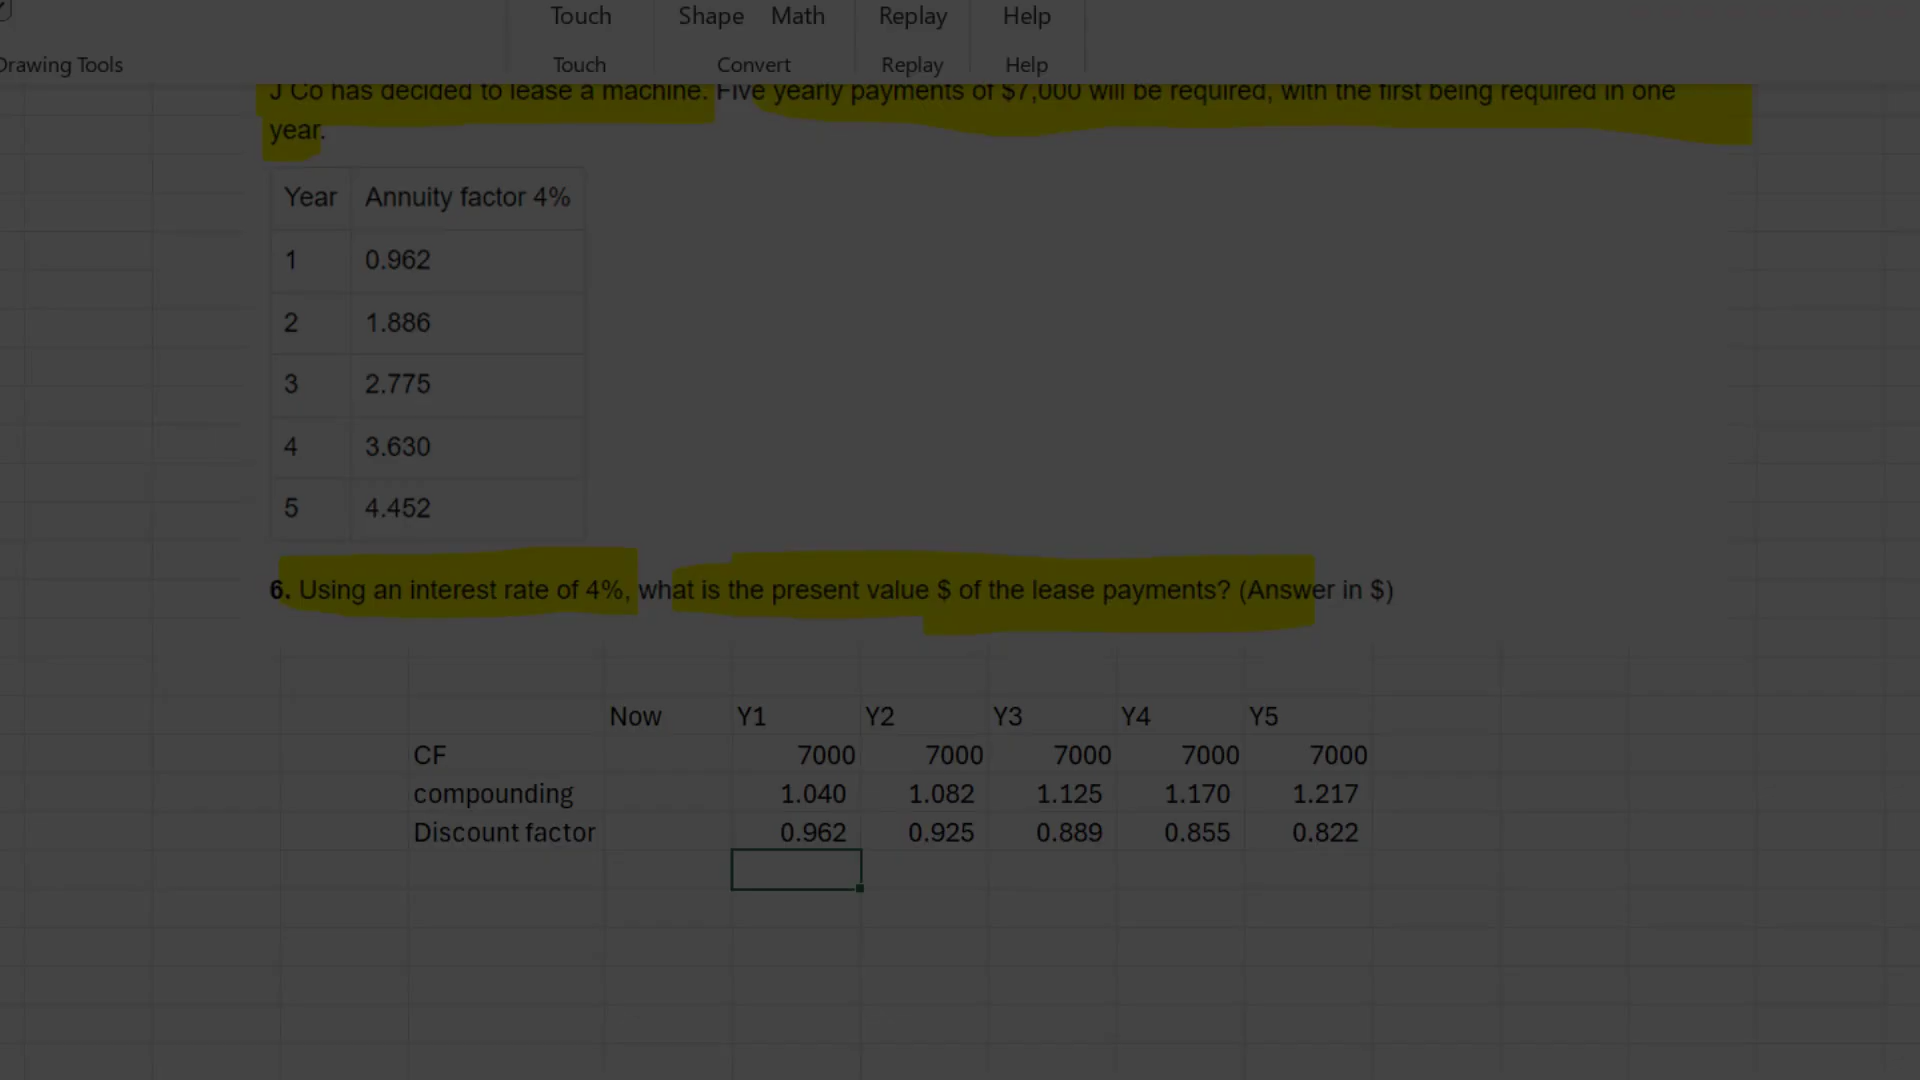 Touch Shape Math Replay Help
Drawing Tools Touch Convert Replay Help
J Co has decided to lease a machine. Five yearly payments of $7,000 will be required, with the first being required in one
year.
Year Annuity factor 4%
1 0.962
2 1.886
3 2.775
4 3.630
5 4.452
6. Using an interest rate of 4%, what is the present value $ of the lease payments? (Answer in $)
Now Y1 Y2 Y3 Y4 Y5
CF 7000 7000 7000 7000 7000
compounding 1.040 1.082 1.125 1.170 1.217
Discount factor 0.962 0.925 0.889 0.855 0.822